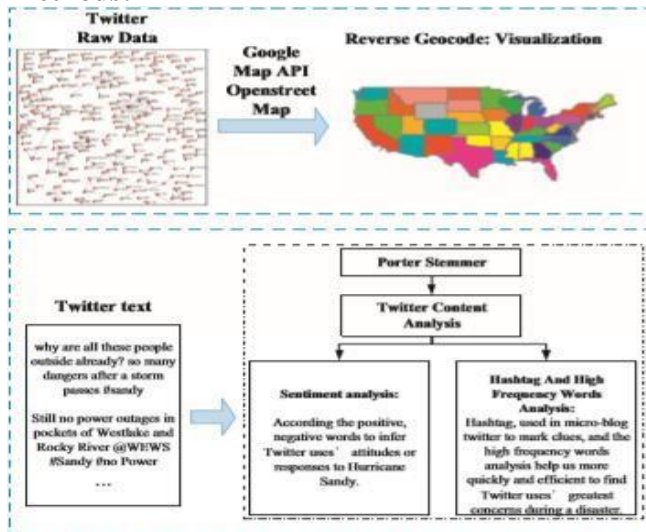 Twitter
Raw Data
Google
Map API
Openstreet
Map
Reverse Geocode: Visualization
Twitter text
why are all these people
outside already? so many
dangers after a storm
passes #sandy
Still no power outages in
pockets of Westlake and
Rocky River @WEWS
#Sandy #no Power
...
Porter Stemmer
Twitter Content
Analysis
Sentiment analysis:
According the positive,
negative words to infer
Twitter uses' attitudes or
responses to Hurricane
Sandy.
Hashtag And High
Frequency Words
Analysis:
Hashtag, used in micro-blog
twitter to mark clues, and the
high frequency words
analysis help us more
quickly and efficient to find
Twitter uses' greatest
concerns during a disaster.